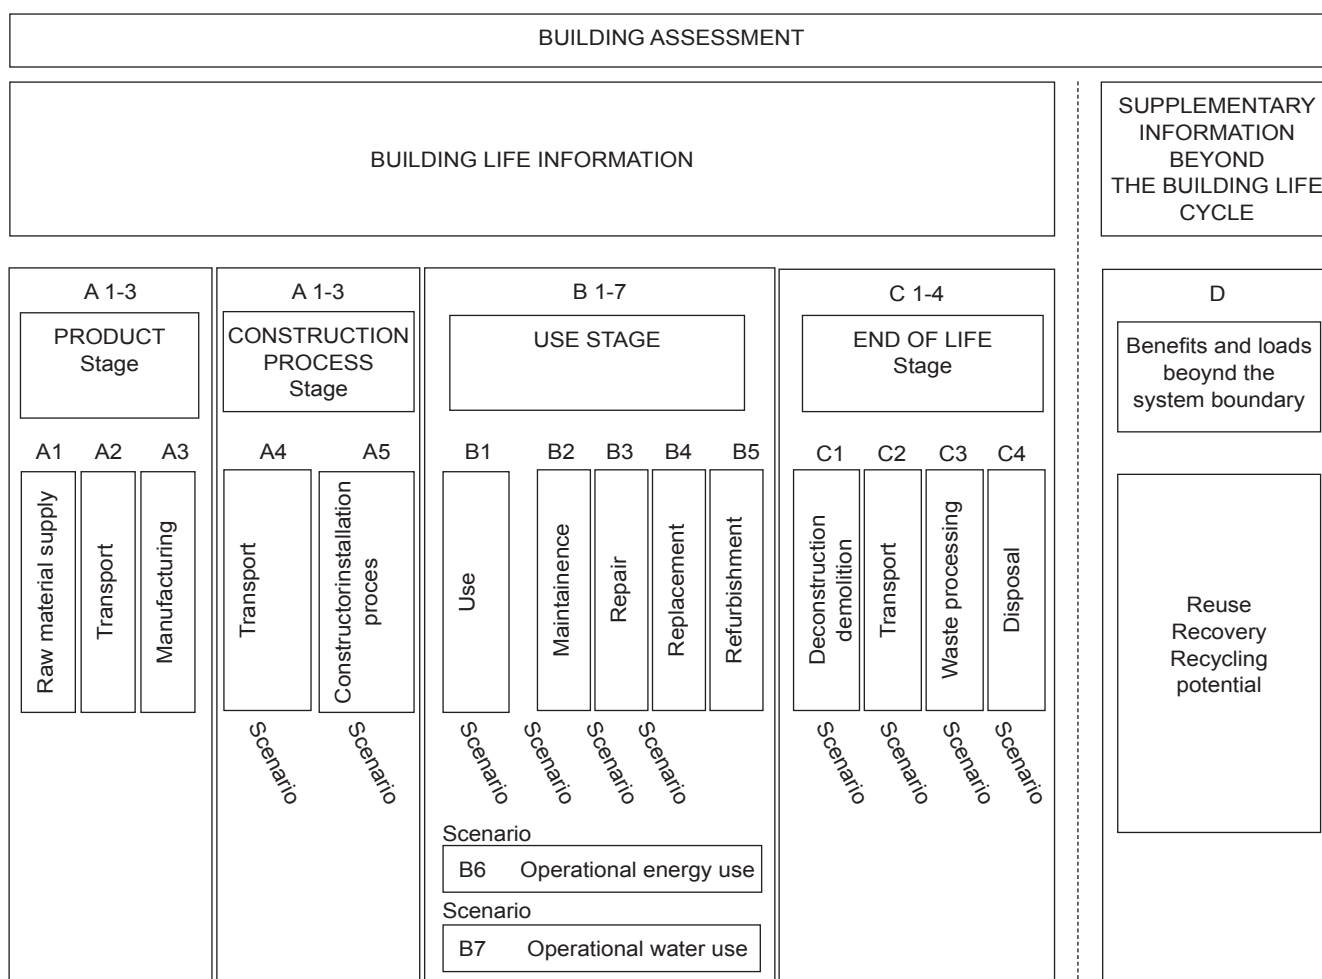 BUILDING ASSESSMENT
BUILDING LIFE INFORMATION
SUPPLEMENTARY
INFORMATION
BEYOND
THE BUILDING LIFE
CYCLE
A 1-3
PRODUCT
Stage
A1
A2
A3
Raw material supply
Transport
Manufacturing
A 1-3
CONSTRUCTION
PROCESS
Stage
A4
A5
Transport
Constructorinstallation
proces
Scenario
Scenario
B 1-7
USE STAGE
B1
B2
B3
B4
B5
Use
Maintainence
Repair
Replacement
Refurbishment
Scenario
Scenario
Scenario
Scenario
Scenario
B6 Operational energy use
Scenario
B7 Operational water use
C 1-4
END OF LIFE
Stage
C1
C2
C3
C4
Deconstruction
demolition
Transport
Waste processing
Disposal
Scenario
Scenario
Scenario
Scenario
D
Benefits and loads
beoynd the
system boundary
Reuse
Recovery
Recycling
potential